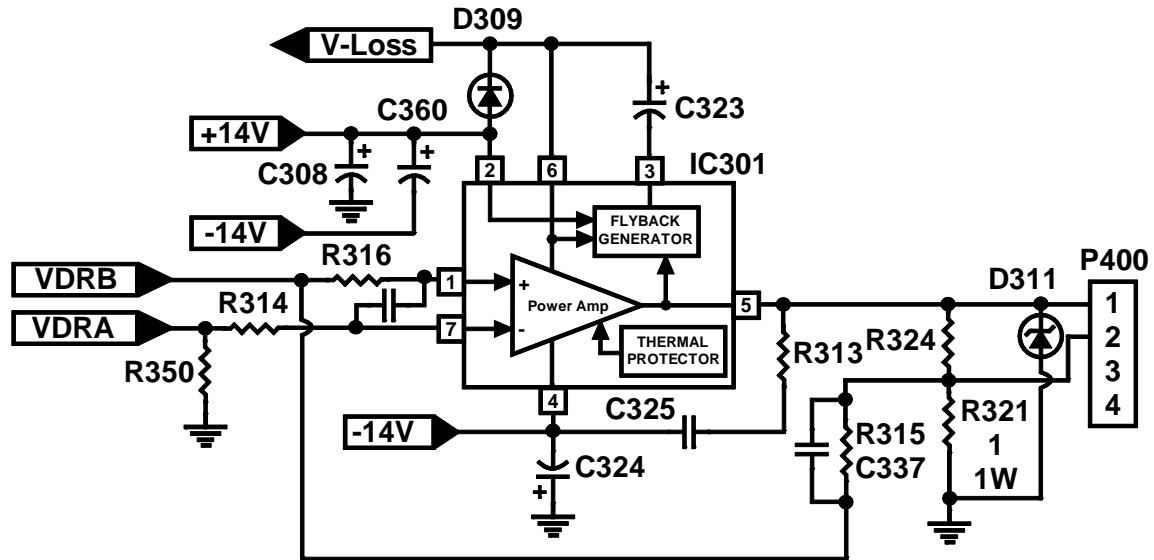 D309
V-Loss
C360
C323
+14V
+
+
+
C308
2
6
3
IC301
-14V
FLYBACK
GENERATOR
R316
VDRB
1
+
Power Amp
5
D311
P400
R314
VDRA
7
-
THERMAL
PROTECTOR
R313
R324
1
2
3
4
R350
4
C325
-14V
R315
C337
R321
1
1W
C324
+